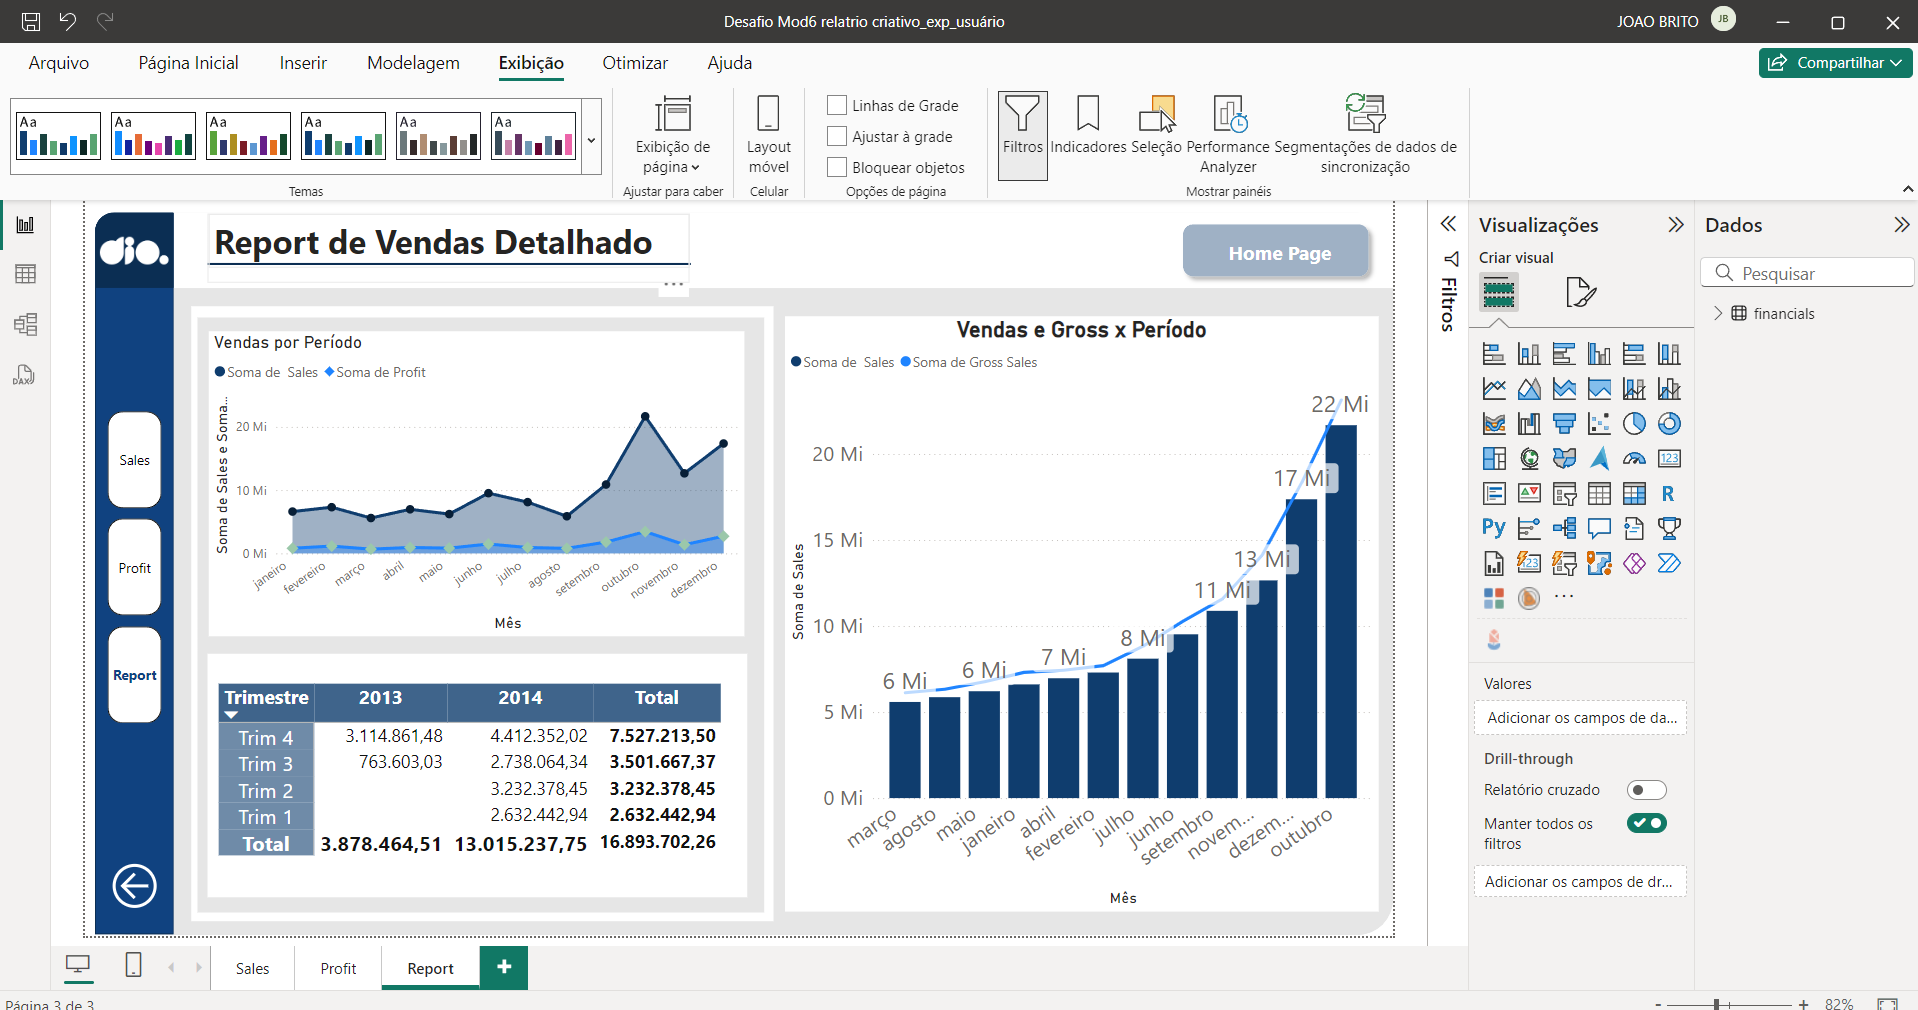 Desafio Mod6 relatrio criativo_exp_usuário
JOAO BRITO
JB
Arquivo
Página Inicial
Inserir
Modelagem
Exibição
Otimizar
Ajuda
Compartilhar
Aa
Aa
Aa
Aa
Aa
Aa
Temas
Exibição de
página
Ajustar para caber
Layout
móvel
Celular
Linhas de Grade
Ajustar à grade
Bloquear objetos
Opções de página
Filtros
Indicadores
Seleção
Performance
Analyzer
Segmentações de dados de
sincronização
Mostrar painéis
dio.
Report de Vendas Detalhado
Home Page
Sales
Profit
Report
Vendas por Período
Soma de Sales
Soma de Profit
Soma de Sales e Soma...
20 Mi
10 Mi
0 Mi
janeiro
fevereiro
março
abril
maio
junho
julho
agosto
setembro
outubro
novembro
dezembro
Mês
Trimestre 2013 2014 Total
Trim 4 3.114.861,48 4.412.352,02 7.527.213,50
Trim 3 763.603,03 2.738.064,34 3.501.667,37
Trim 2 3.232.378,45 3.232.378,45
Trim 1 2.632.442,94 2.632.442,94
Total 3.878.464,51 13.015.237,75 16.893.702,26
Vendas e Gross x Período
Soma de Sales
Soma de Gross Sales
Soma de Sales
20 Mi
15 Mi
10 Mi
5 Mi
0 Mi
6 Mi
6 Mi
7 Mi
8 Mi
11 Mi
13 Mi
17 Mi
22 Mi
março
agosto
maio
janeiro
abril
fevereiro
julho
junho
setembro
novem...
dezem...
outubro
Mês
Filtros
Visualizações
Criar visual
123
R
Py
123
Valores
Adicionar os campos de da...
Drill-through
Relatório cruzado
Manter todos os
filtros
Adicionar os campos de dr...
Dados
Pesquisar
financials
DAX
Sales
Profit
Report
+
Página 3 de 3
- + 82%